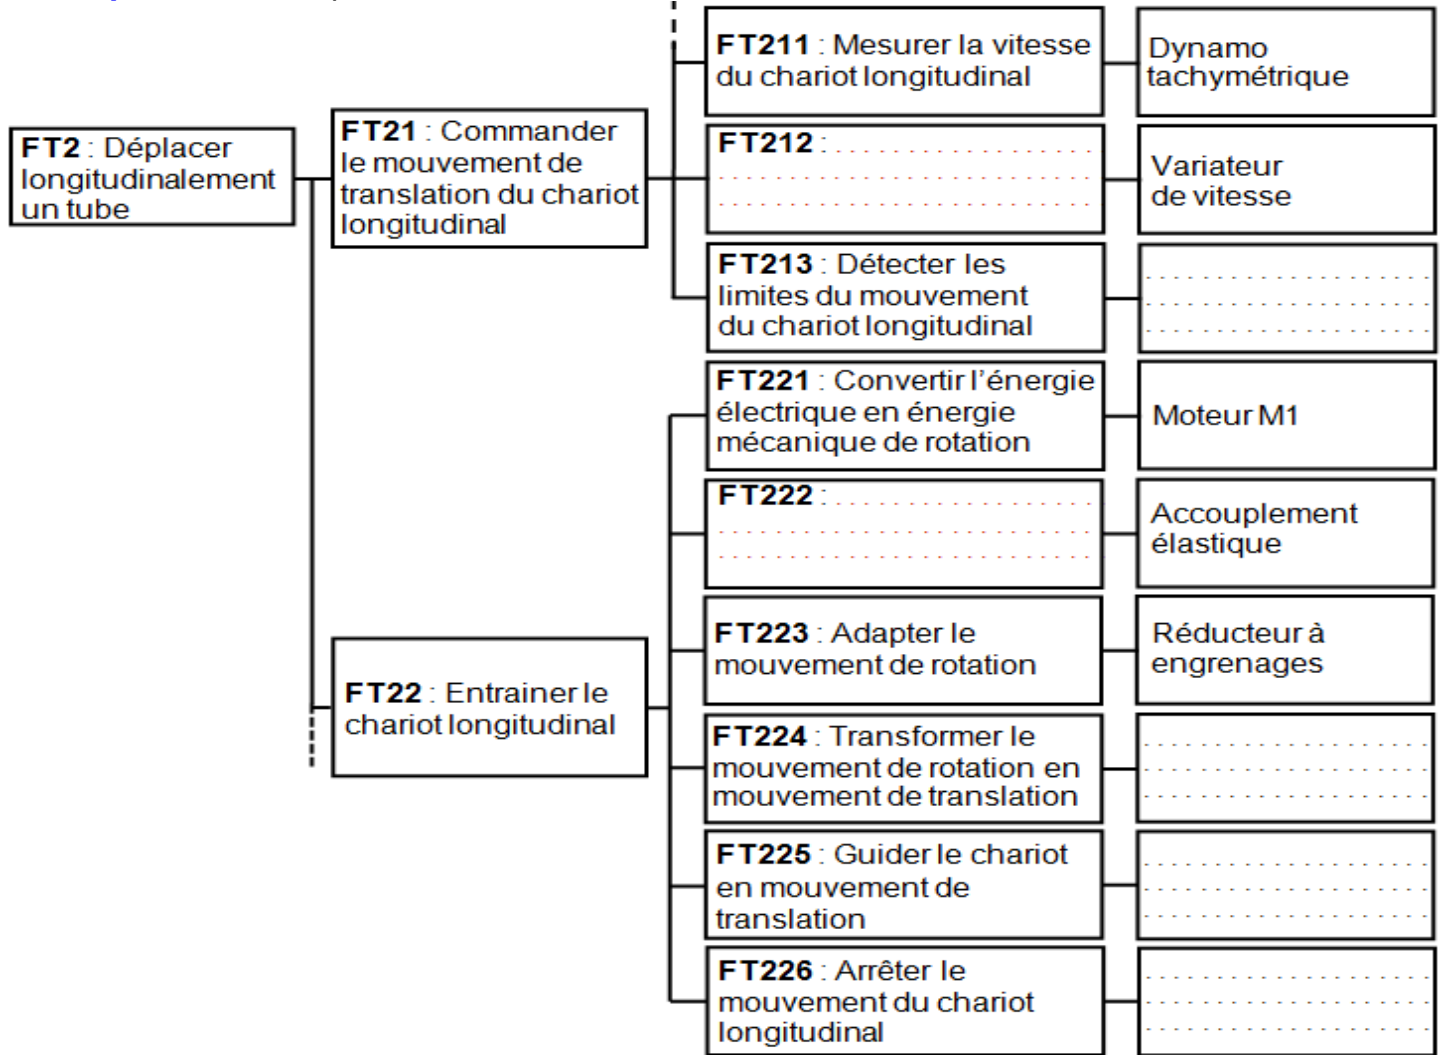 FT2 : Déplacer
longitudinalement
un tube
FT21 : Commander
le mouvement de
translation du chariot
longitudinal
FT211 : Mesurer la vitesse
du chariot longitudinal
Dynamo
tachymétrique
FT212 : . . . . . . . . . . . . . . . . . .
. . . . . . . . . . . . . . . . . . . . . . . . . .
. . . . . . . . . . . . . . . . . . . . . . . . . .
Variateur
de vitesse
FT213 : Détecter les
limites du mouvement
du chariot longitudinal
. . . . . . . . . . . . . . . . . . . .
. . . . . . . . . . . . . . . . . . . .
. . . . . . . . . . . . . . . . . . . .
FT22 : Entrainer le
chariot longitudinal
FT221 : Convertir l’énergie
électrique en énergie
mécanique de rotation
Moteur M1
FT222 : . . . . . . . . . . . . . . . . . .
. . . . . . . . . . . . . . . . . . . . . . . . . .
. . . . . . . . . . . . . . . . . . . . . . . . . .
Accouplement
élastique
FT223 : Adapter le
mouvement de rotation
Réducteur à
engrenages
FT224 : Transformer le
mouvement de rotation en
mouvement de translation
. . . . . . . . . . . . . . . . . . . .
. . . . . . . . . . . . . . . . . . . .
. . . . . . . . . . . . . . . . . . . .
FT225 : Guider le chariot
en mouvement de
translation
. . . . . . . . . . . . . . . . . . . .
. . . . . . . . . . . . . . . . . . . .
. . . . . . . . . . . . . . . . . . . .
FT226 : Arrêter le
mouvement du chariot
longitudinal
. . . . . . . . . . . . . . . . . . . .
. . . . . . . . . . . . . . . . . . . .
. . . . . . . . . . . . . . . . . . . .